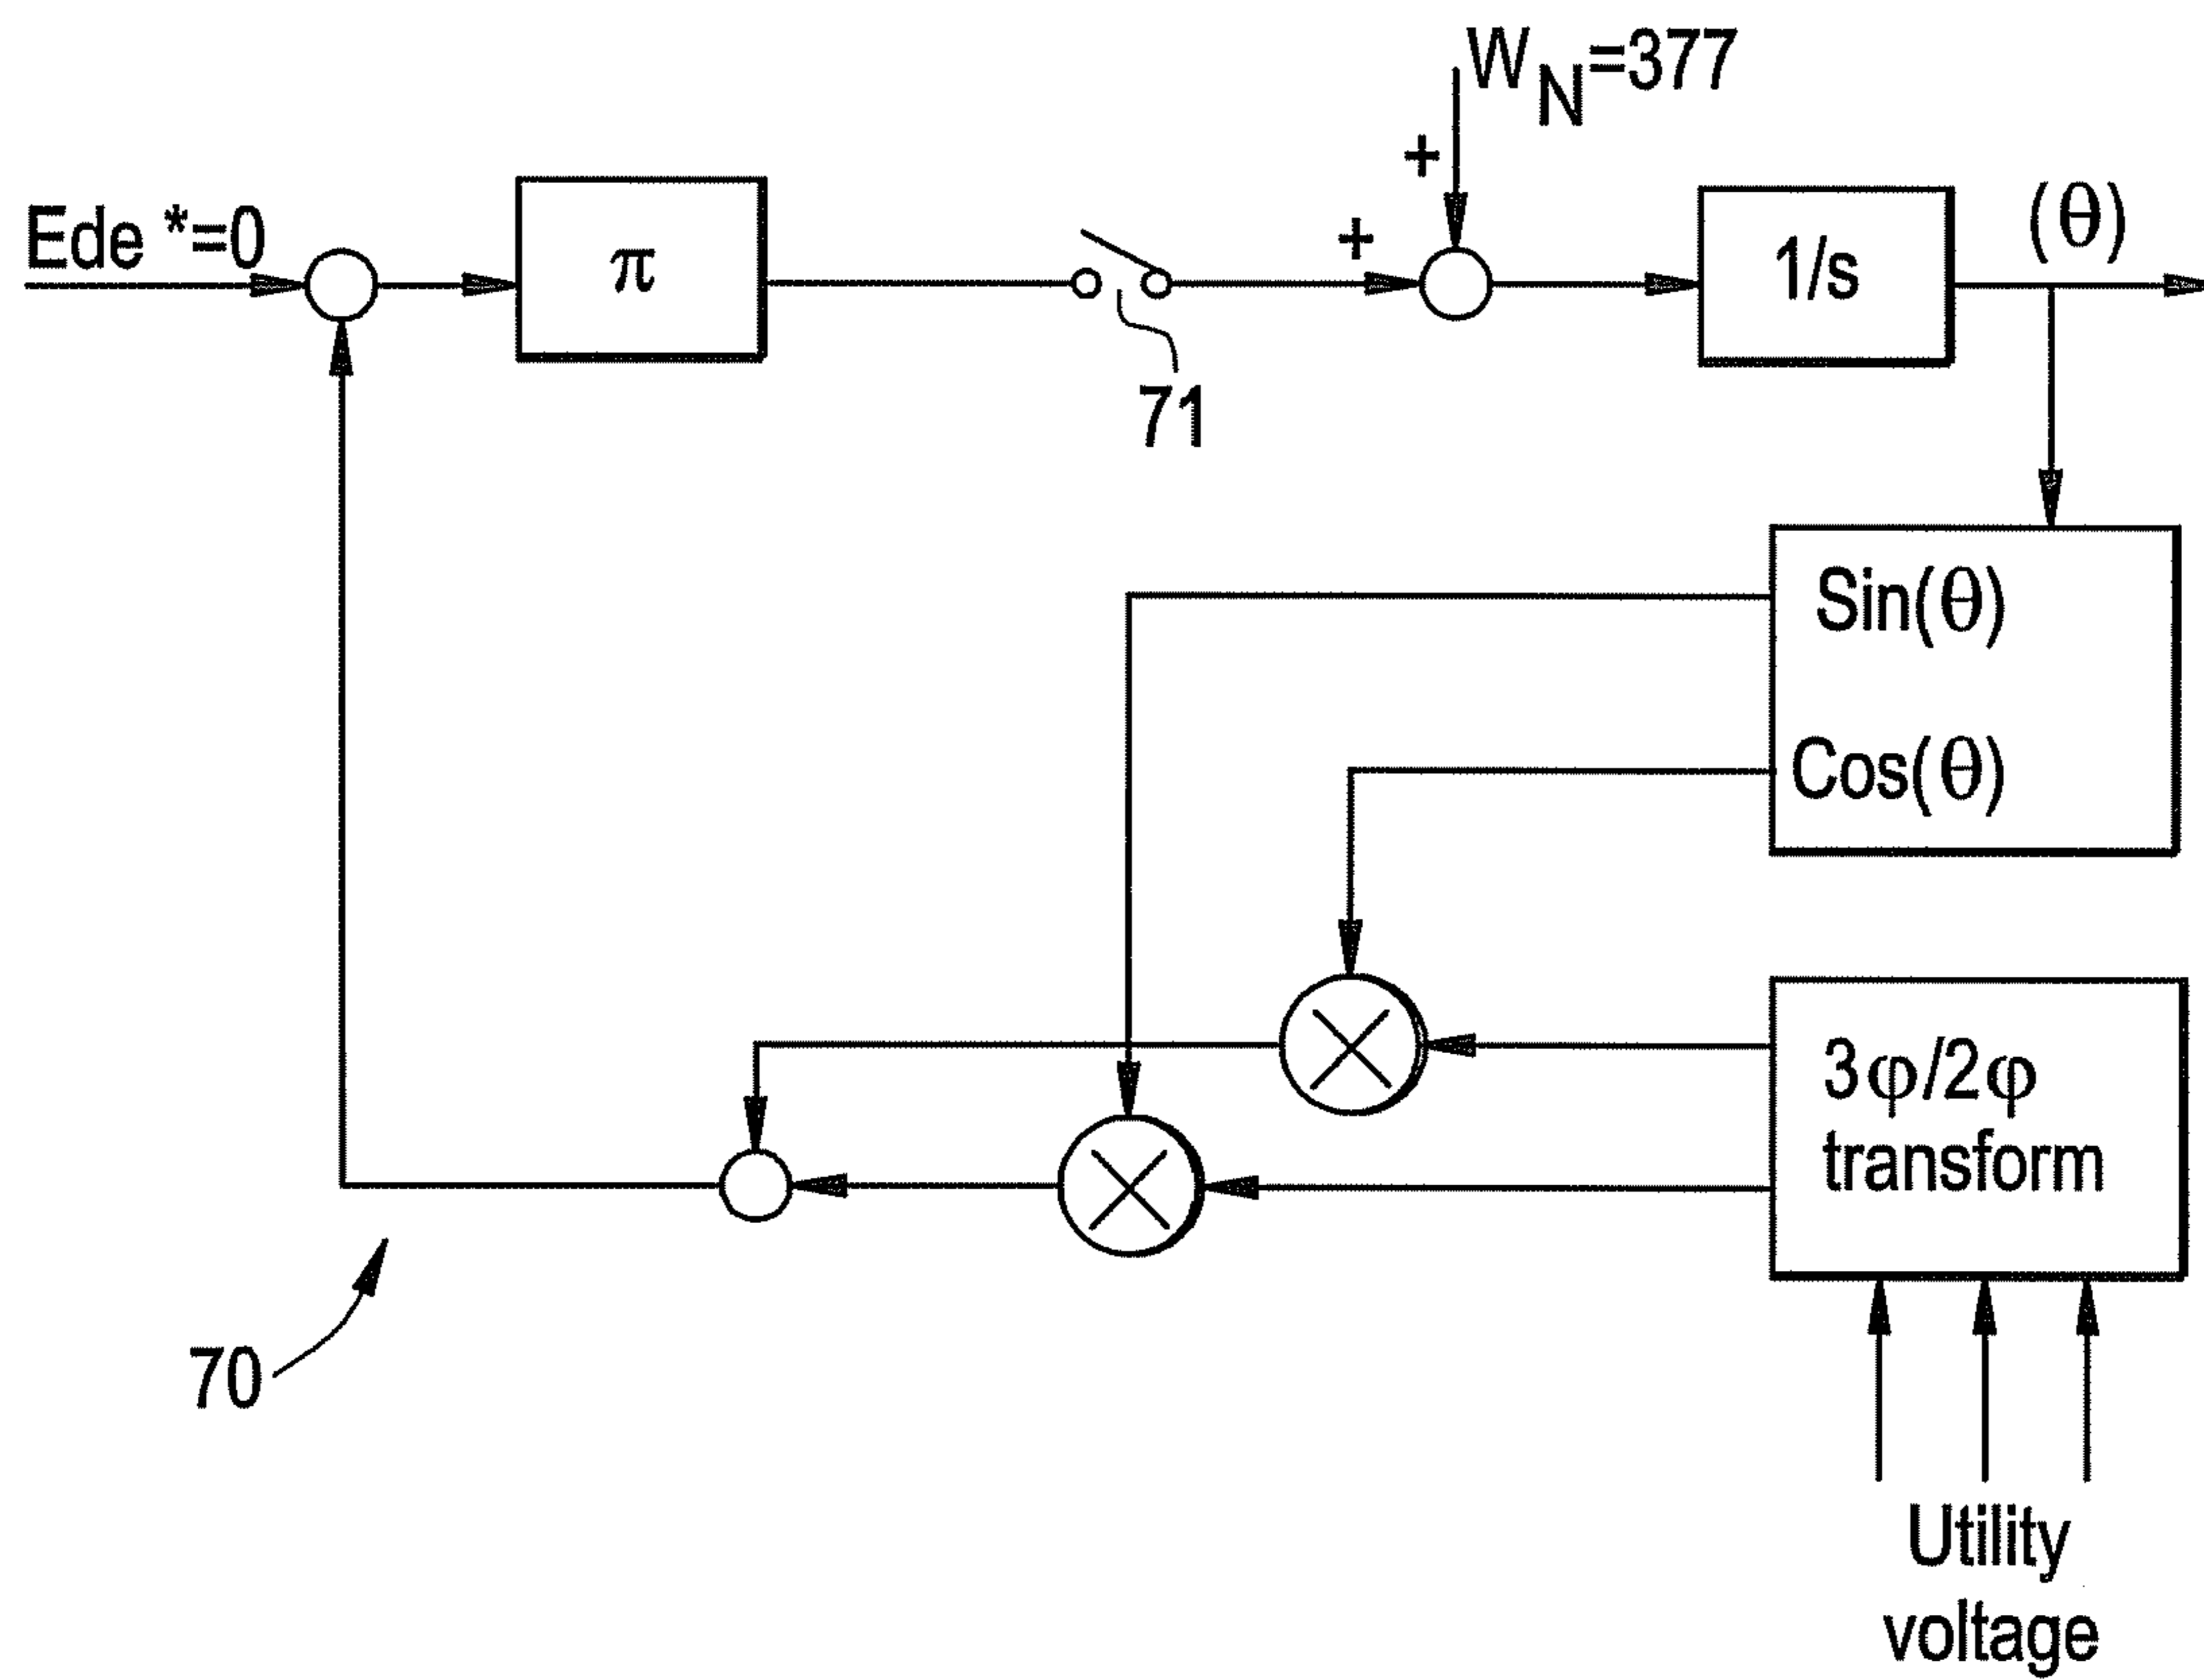 W_N=377
+
Ede *=0
π
+
1/s
(θ)
71
Sin(θ)
Cos(θ)
3φ/2φ
transform
70
Utility
voltage